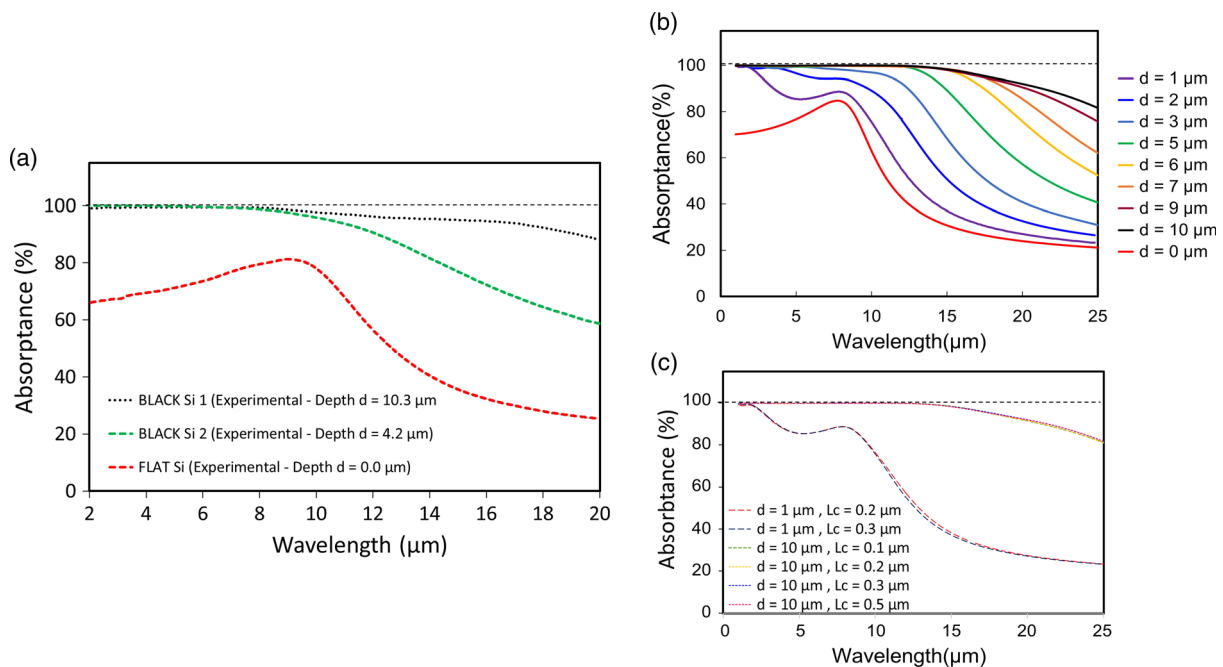 (a)
Absorptance (%)
100
80
60
40
20
0
BLACK Si 1 (Experimental - Depth d = 10.3 µm
BLACK Si 2 (Experimental - Depth d = 4.2 µm)
FLAT Si (Experimental - Depth d = 0.0 µm)
2 4 6 8 10 12 14 16 18 20
Wavelength (µm)
(b)
Absorptance(%)
100
80
60
40
20
0
0 5 10 15 20 25
Wavelength(µm)
d = 1 µm
d = 2 µm
d = 3 µm
d = 5 µm
d = 6 µm
d = 7 µm
d = 9 µm
d = 10 µm
d = 0 µm
(c)
Absorbtance (%)
100
80
60
40
20
0
d = 1 µm , Lc = 0.2 µm
d = 1 µm , Lc = 0.3 µm
d = 10 µm , Lc = 0.1 µm
d = 10 µm , Lc = 0.2 µm
d = 10 µm , Lc = 0.3 µm
d = 10 µm , Lc = 0.5 µm
0 5 10 15 20 25
Wavelength(µm)